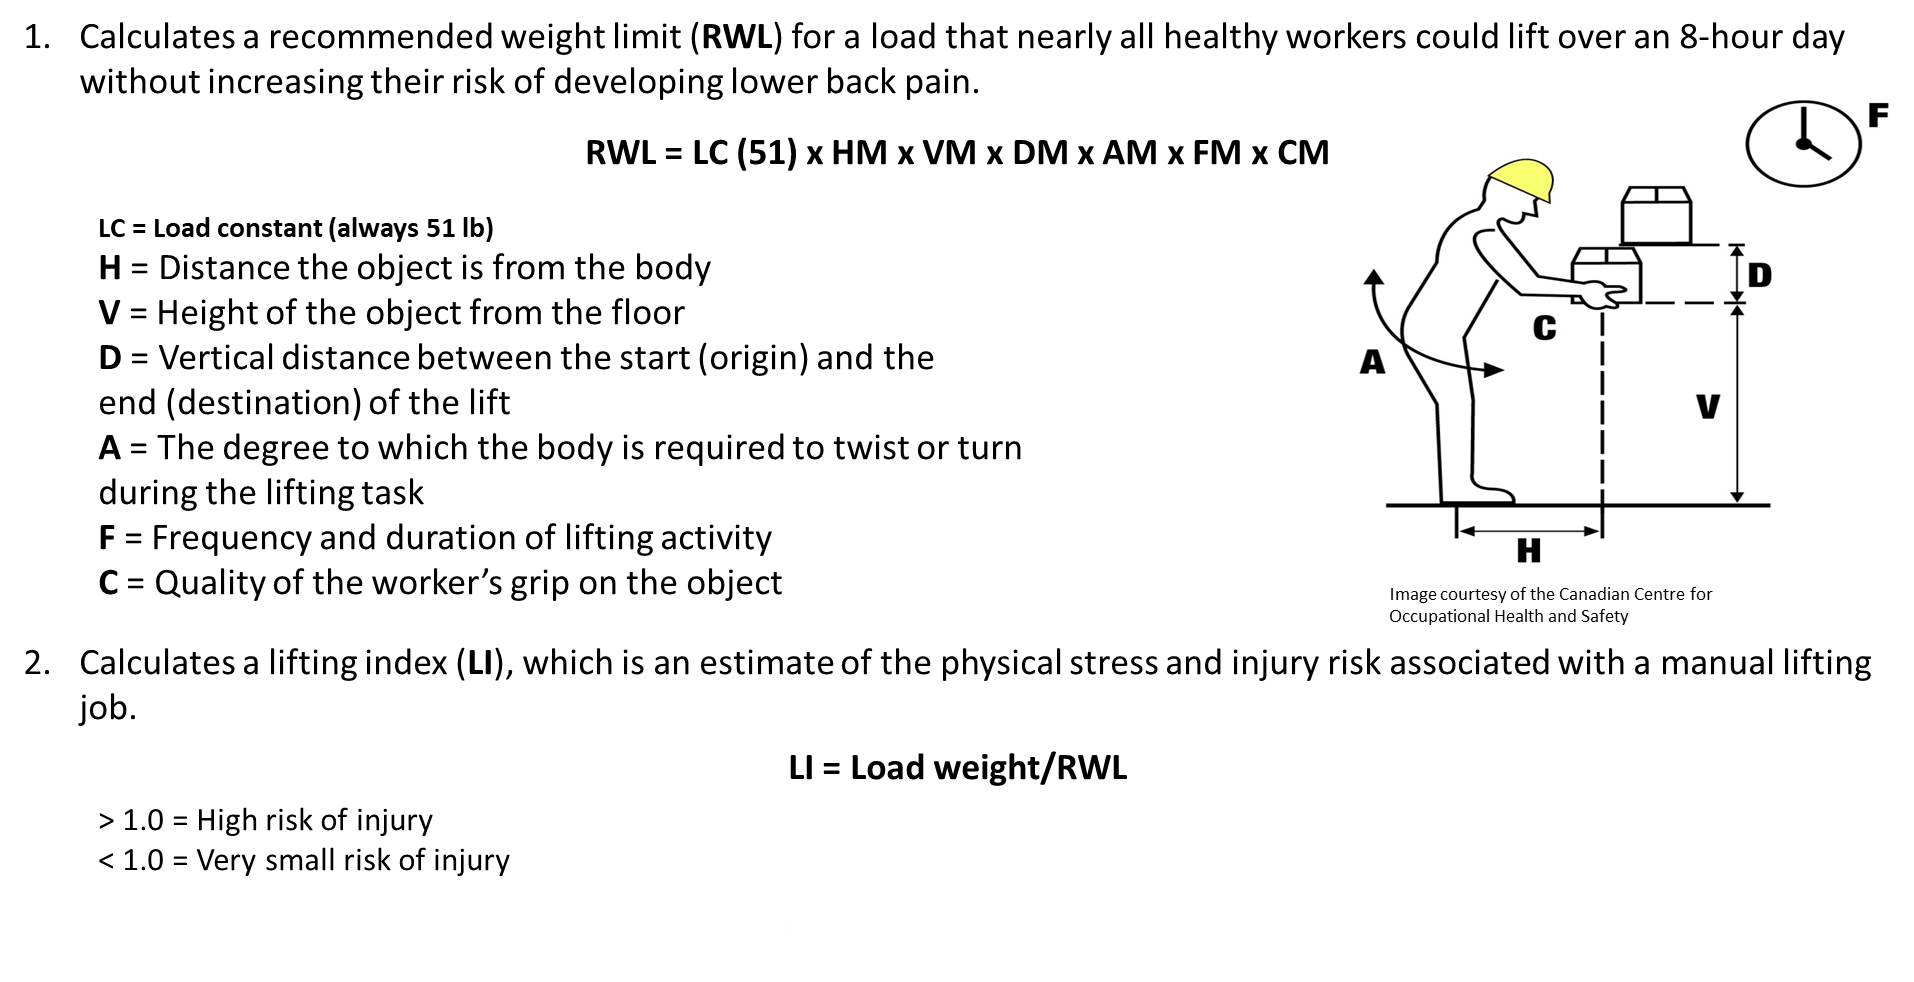 1. Calculates a recommended weight limit (RWL) for a load that nearly all healthy workers could lift over an 8-hour day
without increasing their risk of developing lower back pain.
RWL = LC (51) x HM x VM x DM x AM x FM x CM
LC = Load constant (always 51 lb)
H = Distance the object is from the body
V = Height of the object from the floor
D = Vertical distance between the start (origin) and the
end (destination) of the lift
A = The degree to which the body is required to twist or turn
during the lifting task
F = Frequency and duration of lifting activity
C = Quality of the worker’s grip on the object
F
D
C
A
V
H
Image courtesy of the Canadian Centre for
Occupational Health and Safety
2. Calculates a lifting index (LI), which is an estimate of the physical stress and injury risk associated with a manual lifting
job.
LI = Load weight/RWL
> 1.0 = High risk of injury
< 1.0 = Very small risk of injury